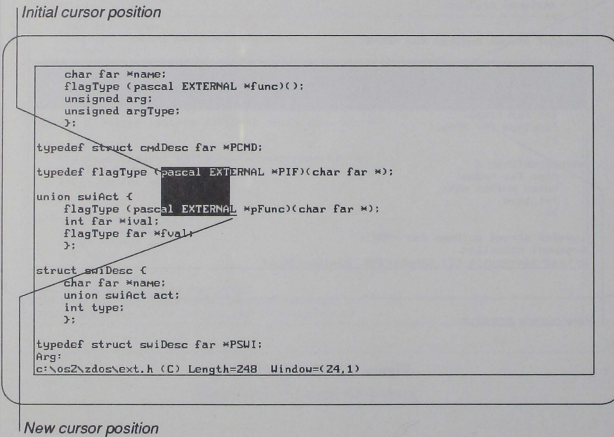 Initial cursor position
char far *name;
flagType (pascal EXTERNAL *func)();
unsigned arg;
unsigned argType;
};
typedef struct cmdDesc far *PCMD;
typedef flagType (pascal EXTERNAL *PIF)(char far *);
union swiAct {
flagType (pascal EXTERNAL *pFunc)(char far *);
int far *ival;
flagType far *fval;
};
struct swiDesc {
char far *name;
union swiAct act;
int type;
};
typedef struct swiDesc far *PSWI;
Arg:
c:\os2\zdos\ext.h (C) Length=248 Window=(24,1)
New cursor position